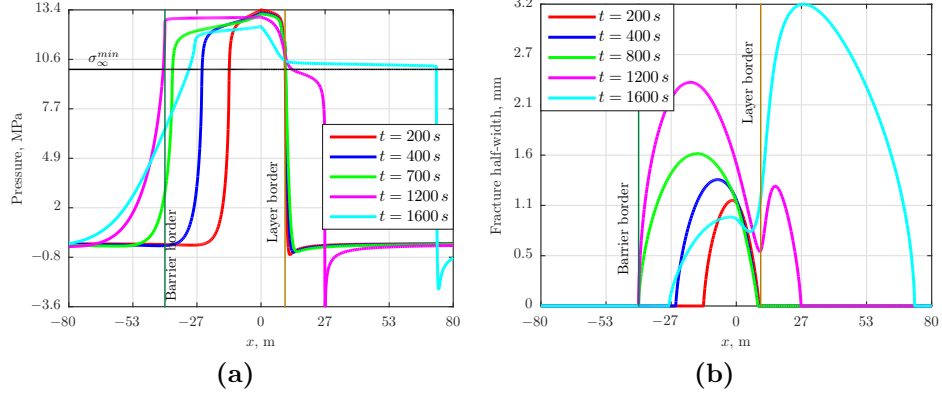 13.4
10.6
7.7
4.9
2
−0.8
−3.6
Pressure, MPa
σ∞^min
Barrier border
Layer border
t = 200 s
t = 400 s
t = 700 s
t = 1200 s
t = 1600 s
−80 −53 −27 0 27 53 80
x, m
(a)
3.2
2.7
2.1
1.6
1.1
0.5
0
Fracture half-width, mm
t = 200 s
t = 400 s
t = 800 s
t = 1200 s
t = 1600 s
Barrier border
Layer border
−80 −53 −27 0 27 53 80
x, m
(b)